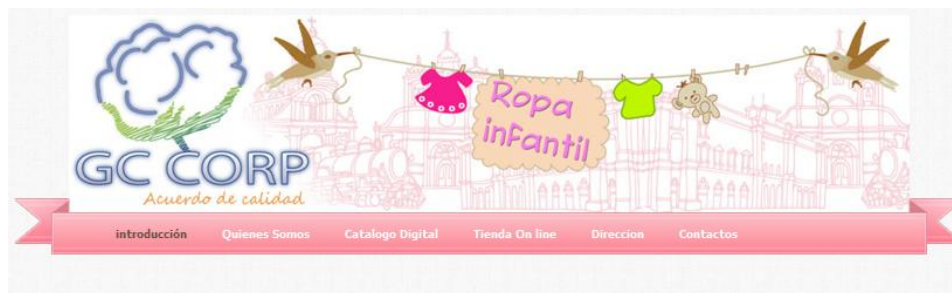 Ropa
infantil
GC CORP
Acuerdo de calidad
introducción Quienes Somos Catalogo Digital Tienda On line Direccion Contactos